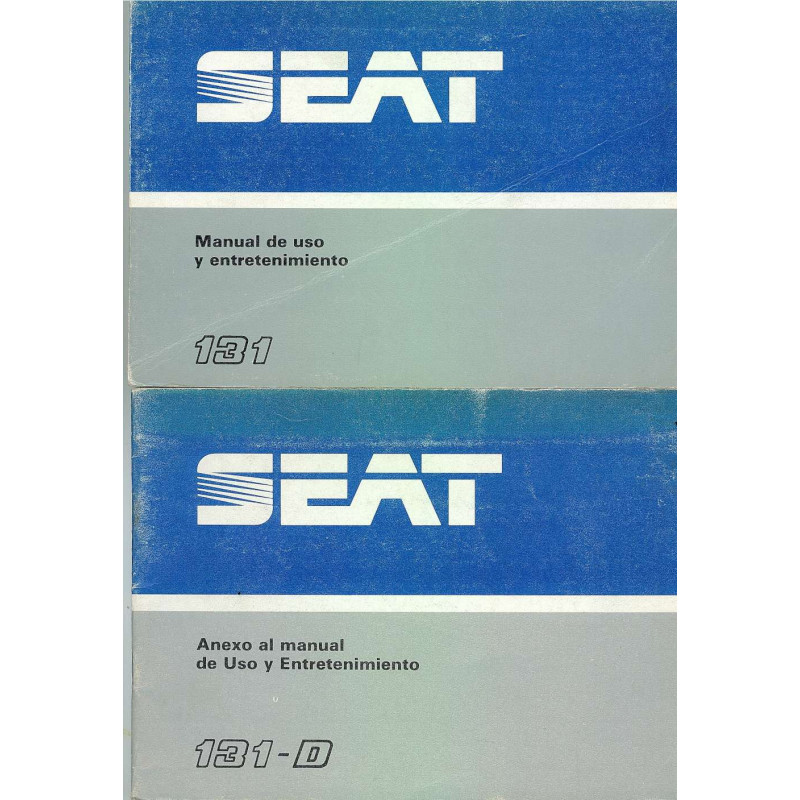 SEAT
Manual de uso
y entretenimiento
131
SEAT
Anexo al manual
de Uso y Entretenimiento
131-D